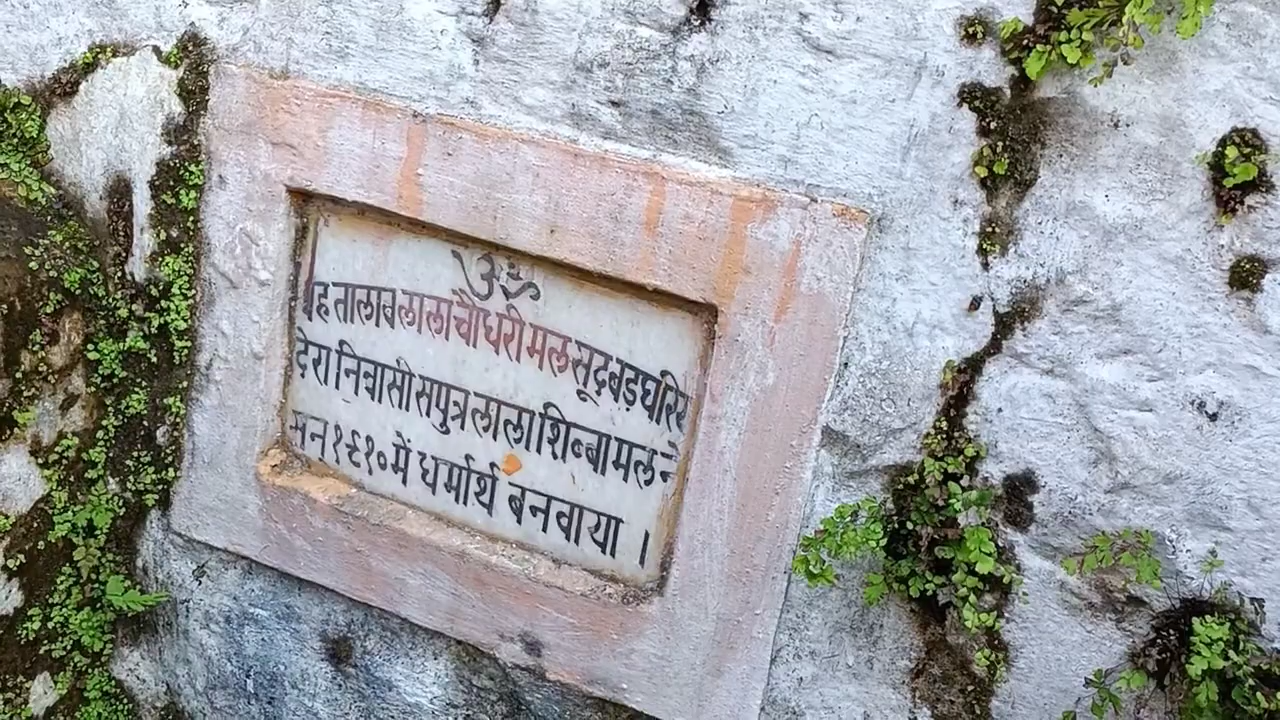 ॐ
यह तालाब लाला चौधरी मल सूद बड़घरिया
देरा निवासी सपुत्र लाला शिब्बामल ने
सन १९१० में धर्मार्थ बनवाया ।